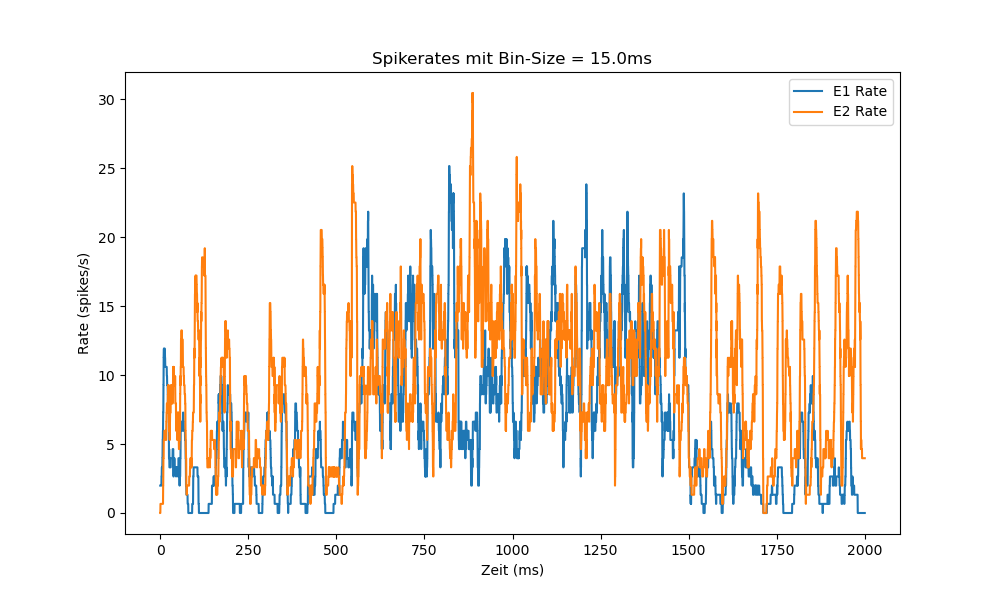 Spikerates mit Bin-Size = 15.0ms
E1 Rate
E2 Rate
Rate (spikes/s)
30
25
20
15
10
5
0
0 250 500 750 1000 1250 1500 1750 2000
Zeit (ms)